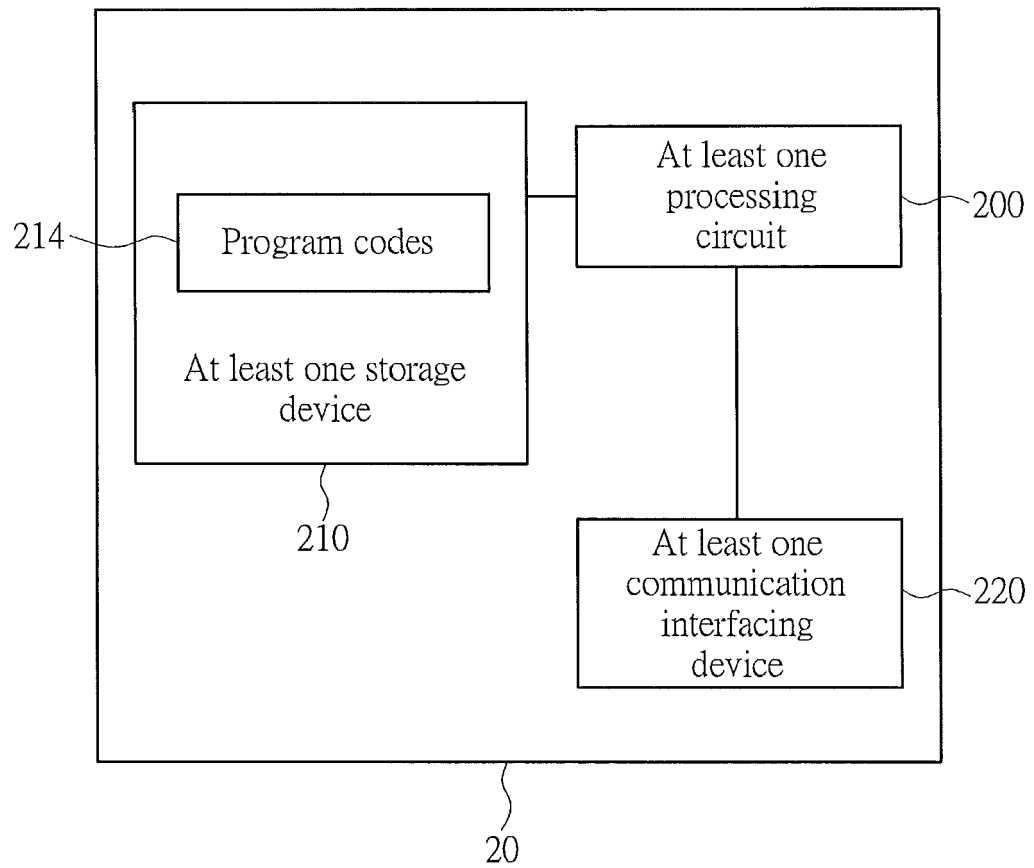 At least one
processing
circuit
200
214
Program codes
At least one storage
device
210
At least one
communication
interfacing
device
220
20